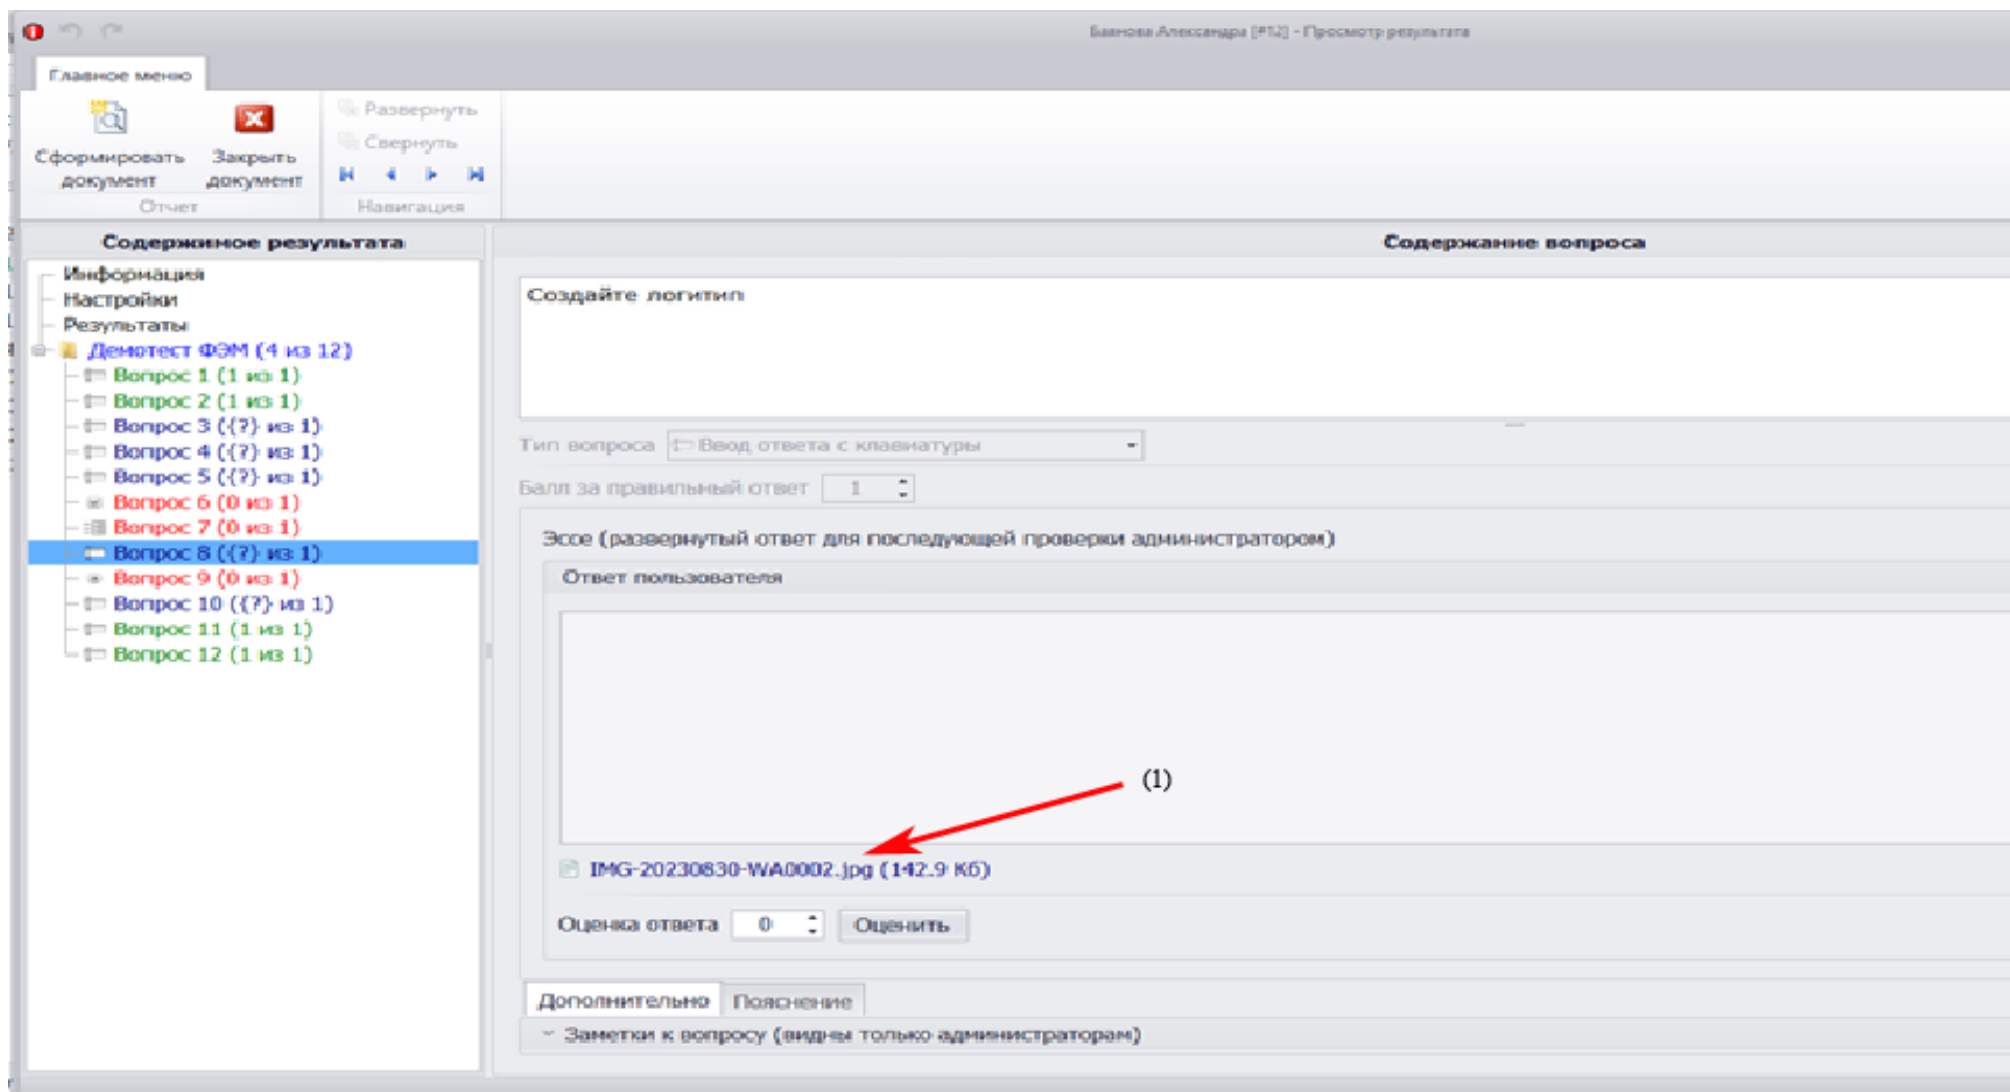 Баянова Александра [#12] - Просмотр результата
Главное меню
Сформировать документ
Закрыть документ
Развернуть
Свернуть
Отчет
Навигация
Содержимое результата
Информация
Настройки
Результаты
Демотест ФЭМ (4 из 12)
Вопрос 1 (1 из 1)
Вопрос 2 (1 из 1)
Вопрос 3 ({?} из 1)
Вопрос 4 ({?} из 1)
Вопрос 5 ({?} из 1)
Вопрос 6 (0 из 1)
Вопрос 7 (0 из 1)
Вопрос 8 ({?} из 1)
Вопрос 9 (0 из 1)
Вопрос 10 ({?} из 1)
Вопрос 11 (1 из 1)
Вопрос 12 (1 из 1)
Содержание вопроса
Создайте логитип
Тип вопроса Ввод ответа с клавиатуры
Балл за правильный ответ 1
Эссе (развернутый ответ для последующей проверки администратором)
Ответ пользователя
(1)
IMG-20230830-WA0002.jpg (142.9 Кб)
Оценка ответа 0 Оценить
Дополнительно Пояснение
Заметки к вопросу (видны только администраторам)